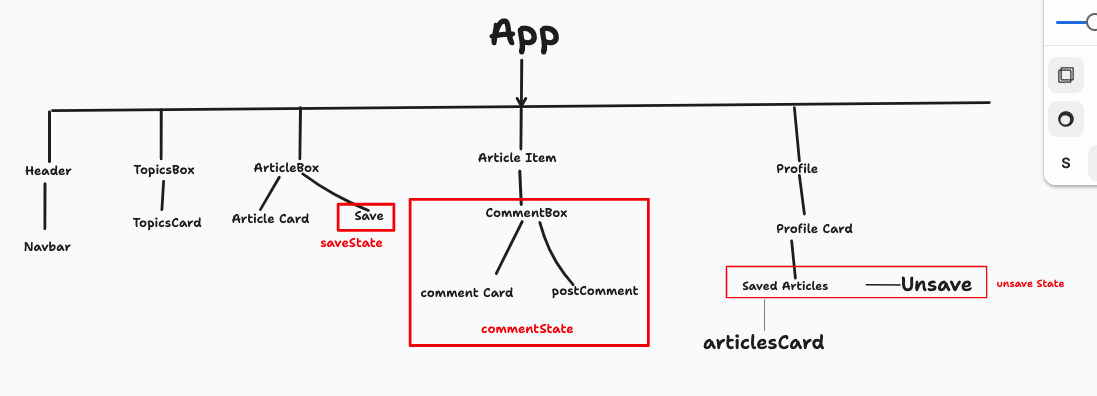 App
S
Header
TopicsBox
ArticleBox
Article Item
Profile
Navbar
TopicsCard
Article Card
Save
saveState
CommentBox
comment Card
postComment
commentState
Profile Card
Saved Articles
Unsave
unsave State
articlesCard